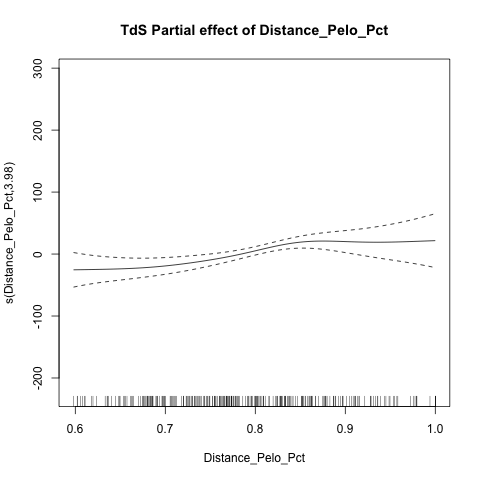 TdS Partial effect of Distance_Pelo_Pct
s(Distance_Pelo_Pct,3.98)
300
200
100
0
-100
-200
0.6 0.7 0.8 0.9 1.0
Distance_Pelo_Pct